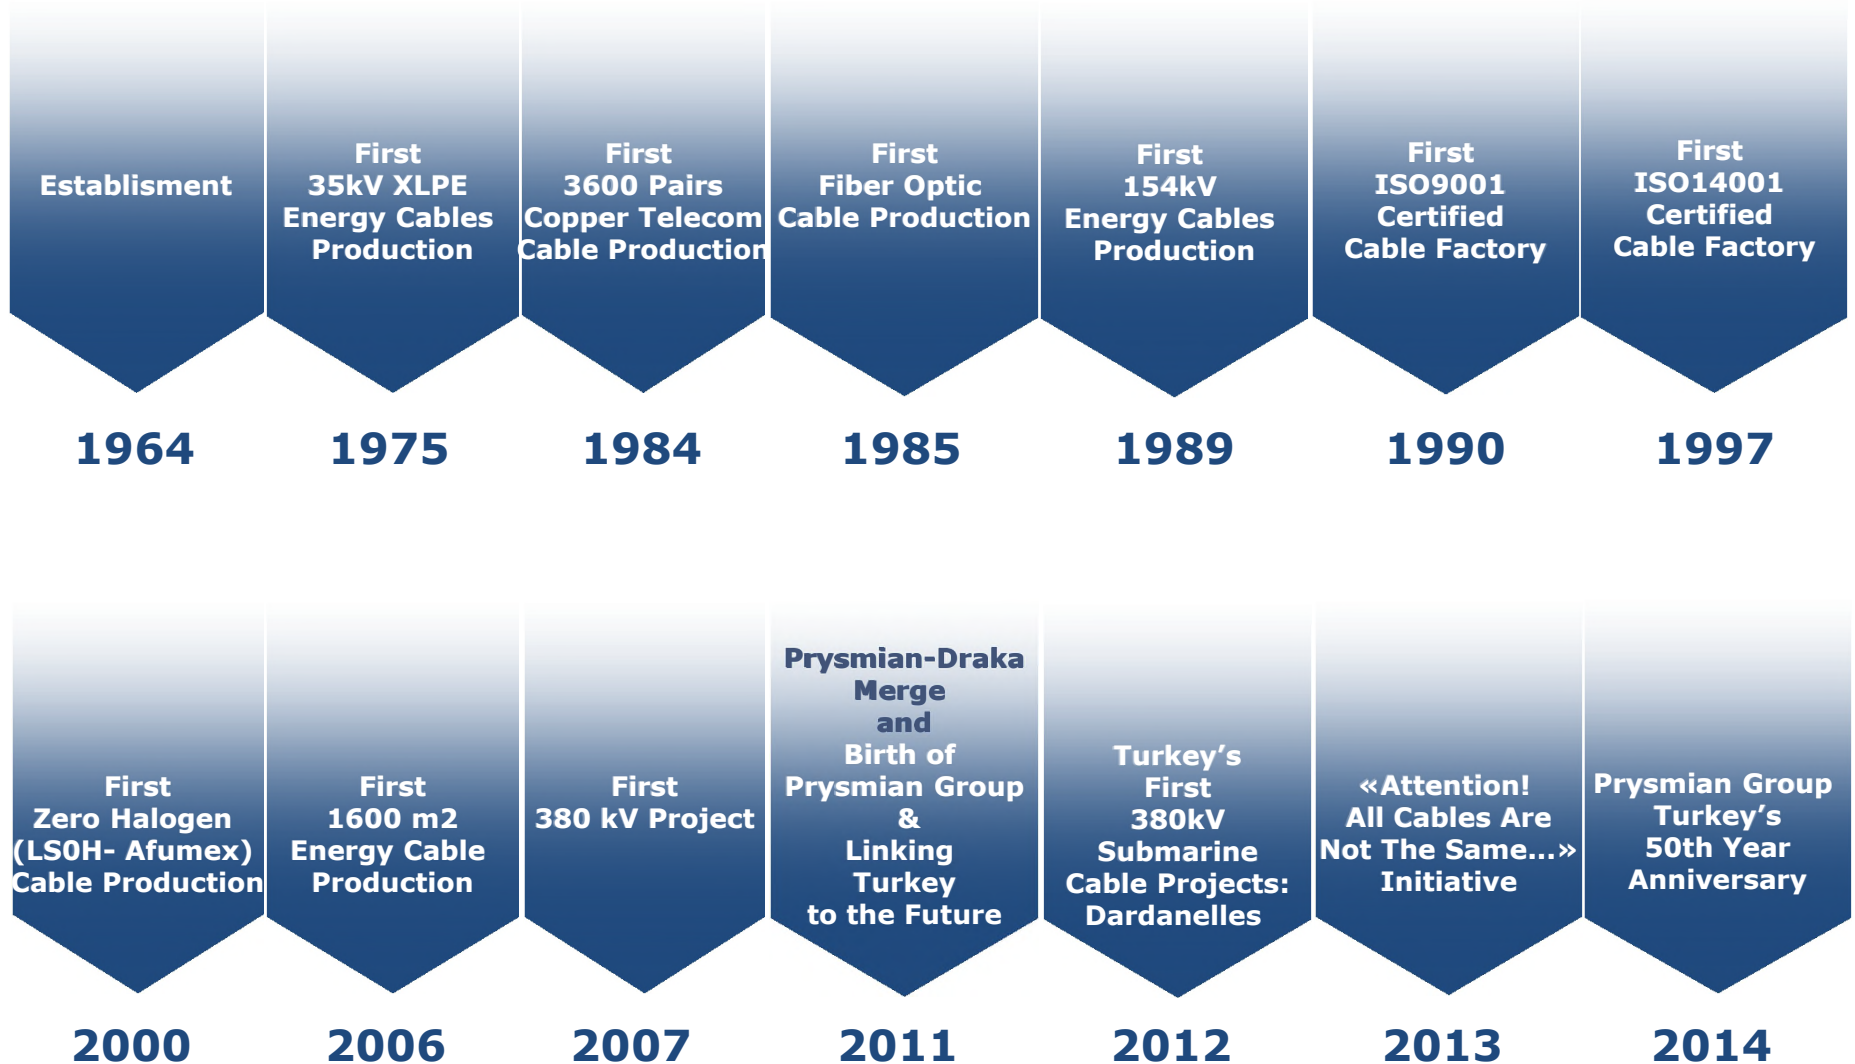 Establisment
1964
First
35kV XLPE
Energy Cables
Production
1975
First
3600 Pairs
Copper Telecom
Cable Production
1984
First
Fiber Optic
Cable Production
1985
First
154kV
Energy Cables
Production
1989
First
ISO9001
Certified
Cable Factory
1990
First
ISO14001
Certified
Cable Factory
1997
First
Zero Halogen
(LS0H- Afumex)
Cable Production
2000
First
1600 m2
Energy Cable
Production
2006
First
380 kV Project
2007
Prysmian-Draka
Merge
and
Birth of
Prysmian Group
&
Linking
Turkey
to the Future
2011
Turkey’s
First
380kV
Submarine
Cable Projects:
Dardanelles
2012
«Attention!
All Cables Are
Not The Same...»
Initiative
2013
Prysmian Group
Turkey’s
50th Year
Anniversary
2014